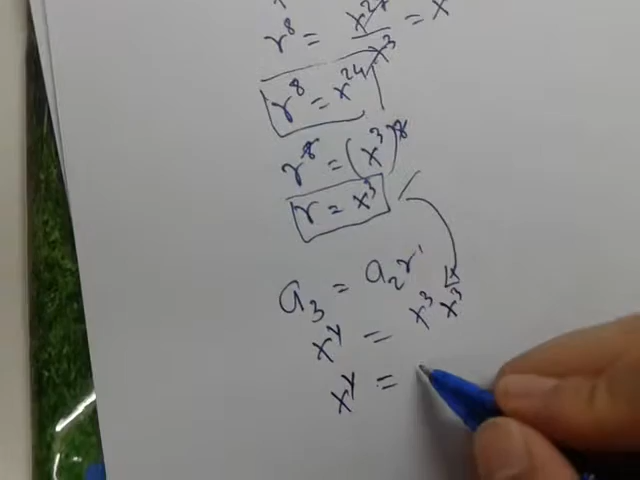 r⁸ = x²⁷/x³ = x
r⁸ = x²⁴
r⁸ = (x³)⁸
r = x³
a₃ = a₂r¹
xʸ = x³ x³
xʸ =